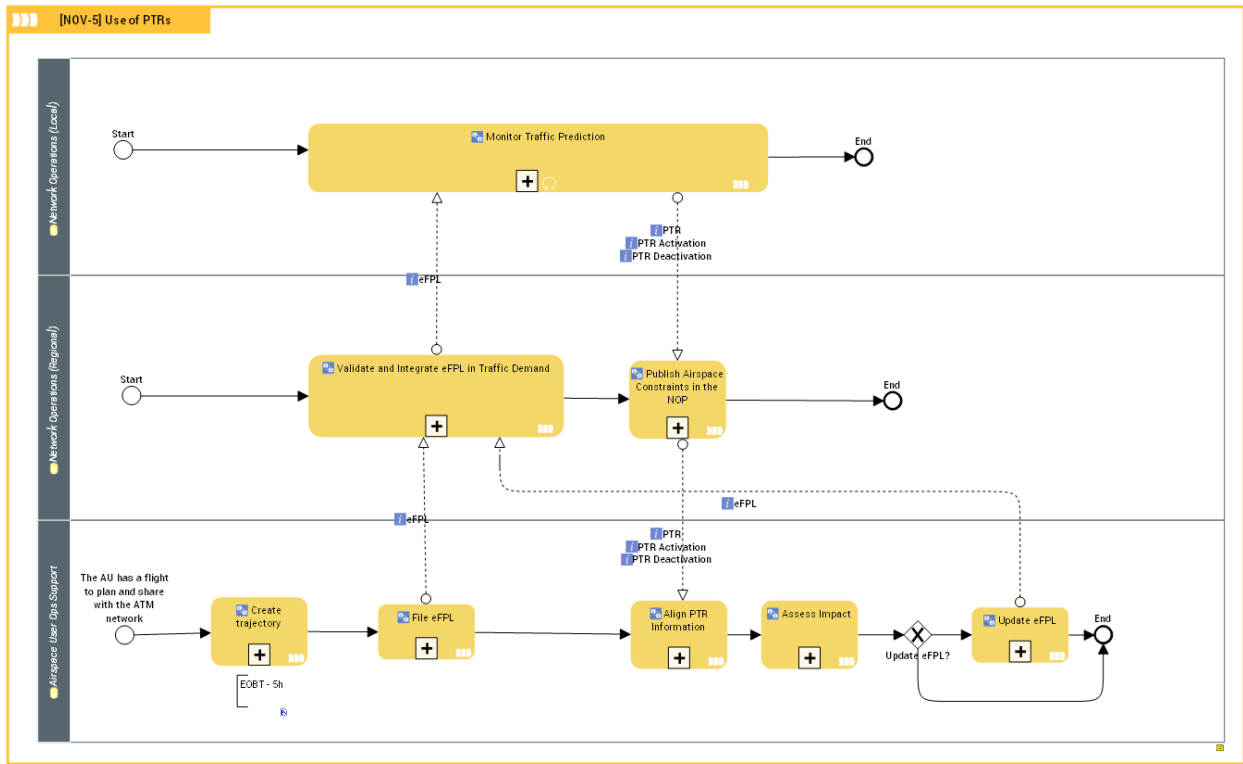 [NOV-5] Use of PTRs
Network Operations (Local)
Start
Monitor Traffic Prediction
End
PTR
PTR Activation
PTR Deactivation
eFPL
Network Operations (Regional)
Start
Validate and Integrate eFPL in Traffic Demand
Publish Airspace
Constraints in the
NOP
End
eFPL
eFPL
PTR
PTR Activation
PTR Deactivation
Airspace User Ops Support
The AU has a flight
to plan and share
with the ATM
network
Create
trajectory
EOBT - 5h
File eFPL
Align PTR
Information
Assess Impact
Update eFPL?
Update eFPL
End